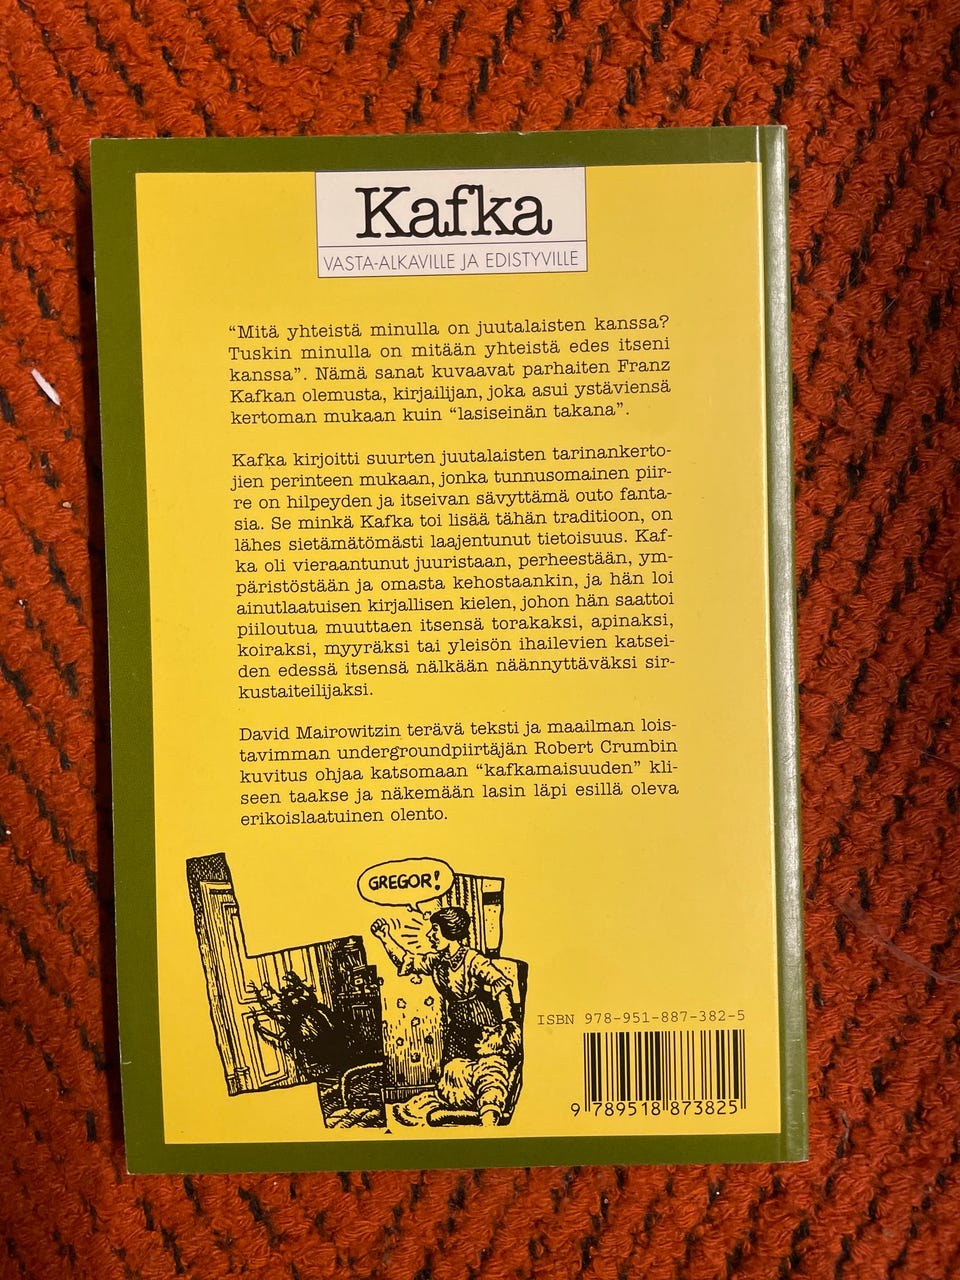 Kafka
VASTA-ALKAVILLE JA EDISTYVILLE
“Mitä yhteistä minulla on juutalaisten kanssa?
Tuskin minulla on mitään yhteistä edes itseni
kanssa”. Nämä sanat kuvaavat parhaiten Franz
Kafkan olemusta, kirjailijan, joka asui ystäviensä
kertoman mukaan kuin “lasiseinän takana”.
Kafka kirjoitti suurten juutalaisten tarinankerto-
jien perinteen mukaan, jonka tunnusomainen piir-
re on hilpeyden ja itseivan sävyttämä outo fanta-
sia. Se minkä Kafka toi lisää tähän traditioon, on
lähes sietämätömästi laajentunut tietoisuus. Kaf-
ka oli vieraantunut juuristaan, perheestään, ym-
päristöstään ja omasta kehostaankin, ja hän loi
ainutlaatuisen kirjallisen kielen, johon hän saattoi
piiloutua muuttaen itsensä torakaksi, apinaksi,
koiraksi, myyräksi tai yleisön ihailevien katsei-
den edessä itsensä nälkään näännyttäväksi sir-
kustaiteilijaksi.
David Mairowitzin terävä teksti ja maailman lois-
tavimman undergroundpiirtäjän Robert Crumbin
kuvitus ohjaa katsomaan “kafkamaisuuden” kli-
seen taakse ja näkemään lasin läpi esillä oleva
erikoislaatuinen olento.
GREGOR!
ISBN 978-951-887-382-5
9 789518 873825